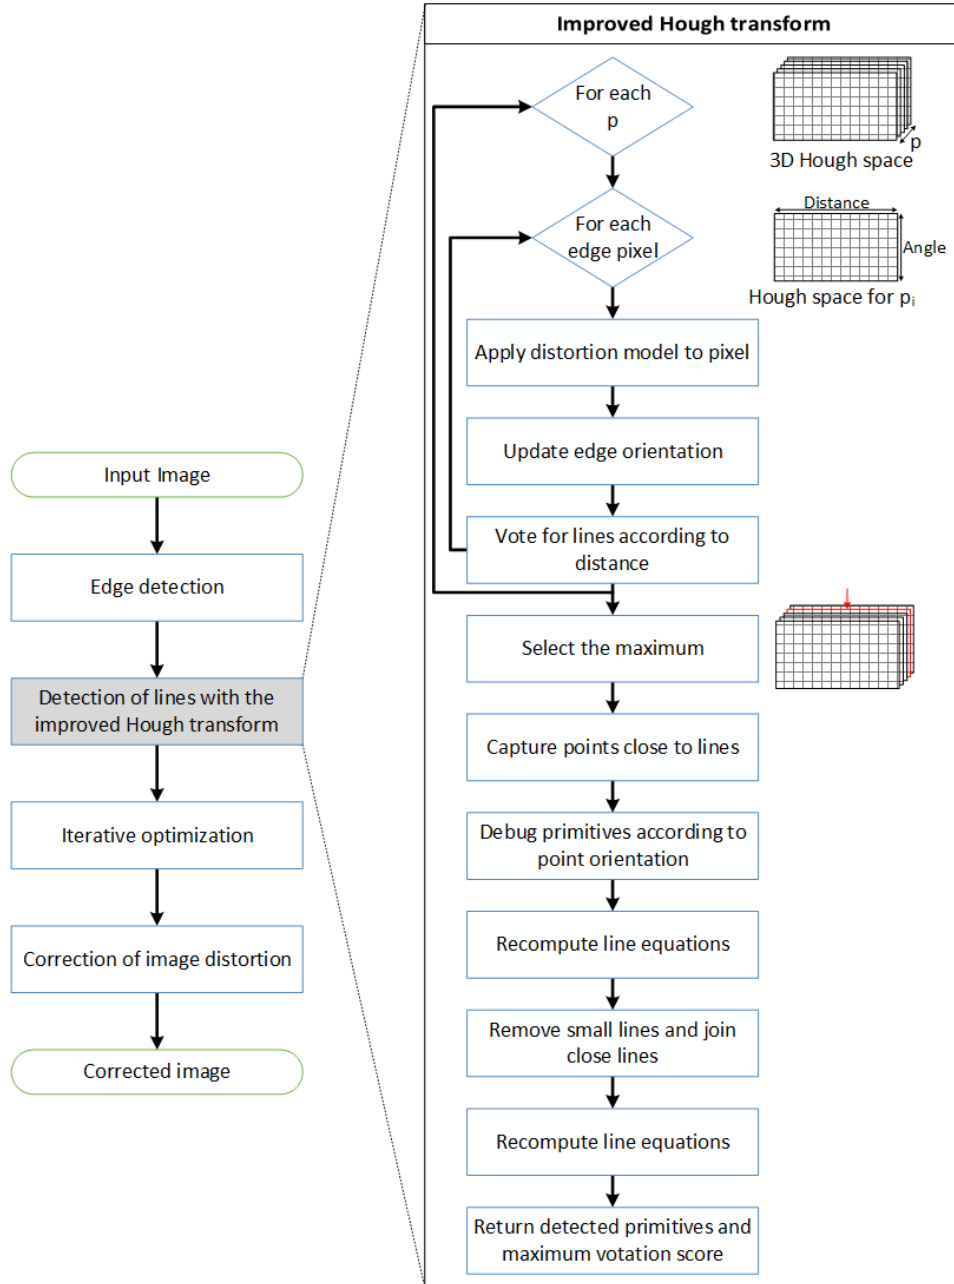 Improved Hough transform
For each
p
p
3D Hough space
For each
edge pixel
Distance
Angle
Hough space for pᵢ
Apply distortion model to pixel
Update edge orientation
Vote for lines according to
distance
Select the maximum
Capture points close to lines
Debug primitives according to
point orientation
Recompute line equations
Remove small lines and join
close lines
Recompute line equations
Return detected primitives and
maximum votation score
Input Image
Edge detection
Detection of lines with the
improved Hough transform
Iterative optimization
Correction of image distortion
Corrected image